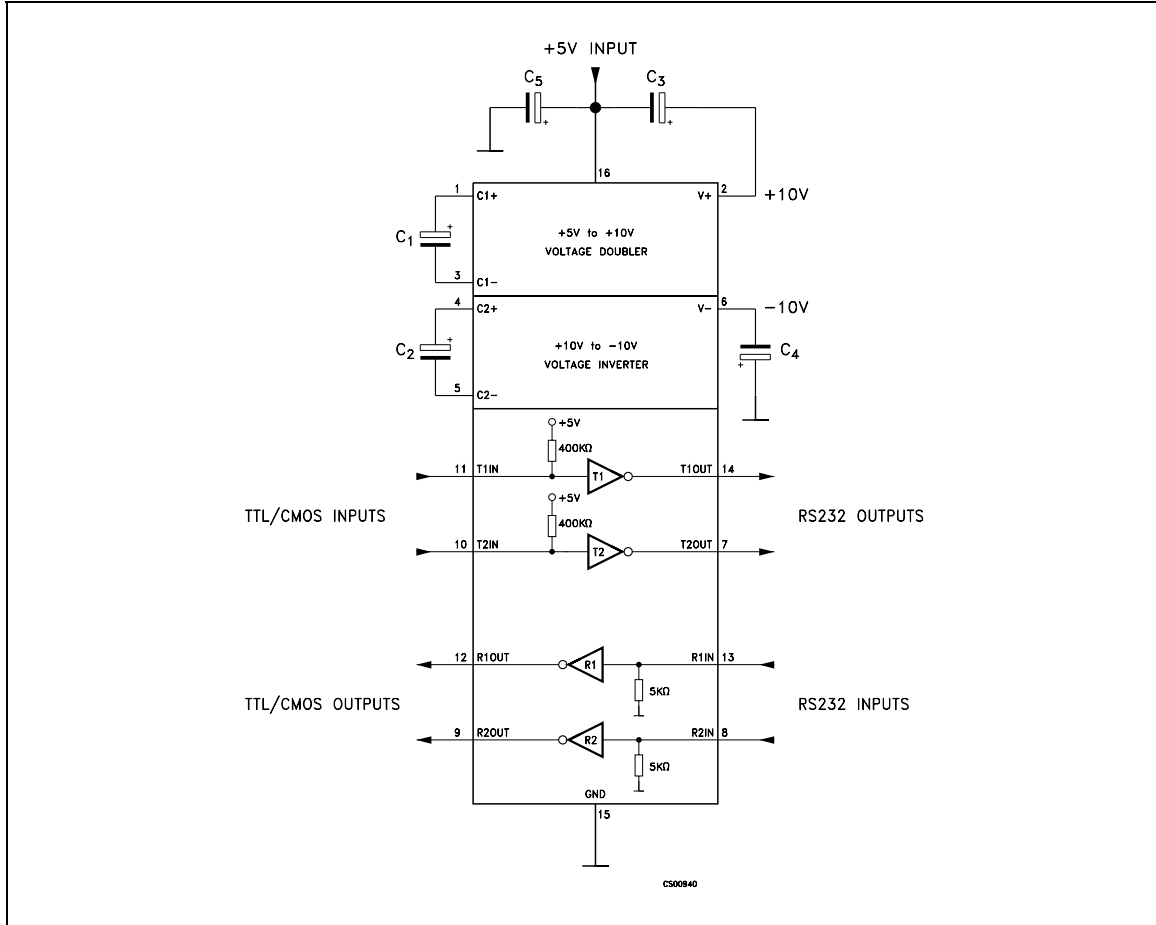 +5V INPUT
C5 C3
+ +
16
1 C1+ V+ 2 +10V
+
C1
+5V to +10V
VOLTAGE DOUBLER
3 C1-
4 C2+ V- 6 -10V
+
C2
+10V to -10V
VOLTAGE INVERTER
C4
+
5 C2-
+5V
400KΩ
11 T1IN T1 T1OUT 14
+5V
TTL/CMOS INPUTS RS232 OUTPUTS
400KΩ
10 T2IN T2 T2OUT 7
12 R1OUT R1 R1IN 13
5KΩ
TTL/CMOS OUTPUTS RS232 INPUTS
9 R2OUT R2 R2IN 8
5KΩ
GND
15
CS00940